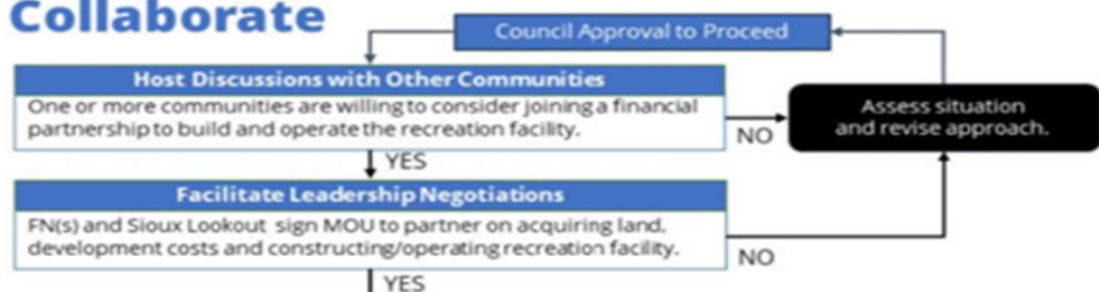 Collaborate
Council Approval to Proceed
Host Discussions with Other Communities
One or more communities are willing to consider joining a financial
partnership to build and operate the recreation facility.
NO
Assess situation
and revise approach.
YES
Facilitate Leadership Negotiations
FN(s) and Sioux Lookout sign MOU to partner on acquiring land,
development costs and constructing/operating recreation facility.
NO
YES